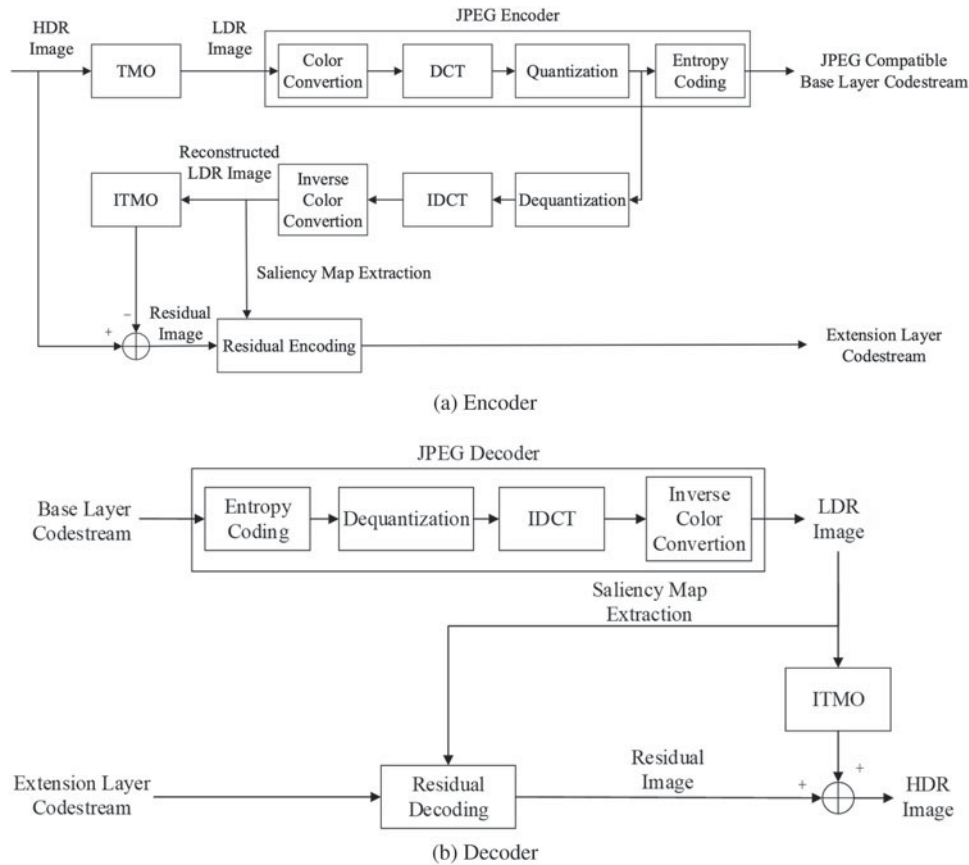 HDR
Image
LDR
Image
JPEG Encoder
TMO
Color
Convertion
DCT
Quantization
Entropy
Coding
JPEG Compatible
Base Layer Codestream
Reconstructed
LDR Image
ITMO
Inverse
Color
Convertion
IDCT
Dequantization
Saliency Map Extraction
−
+
Residual
Image
Residual Encoding
Extension Layer
Codestream
(a) Encoder
JPEG Decoder
Base Layer
Codestream
Entropy
Coding
Dequantization
IDCT
Inverse
Color
Convertion
LDR
Image
Saliency Map
Extraction
ITMO
Extension Layer
Codestream
Residual
Decoding
Residual
Image
+
+
HDR
Image
(b) Decoder